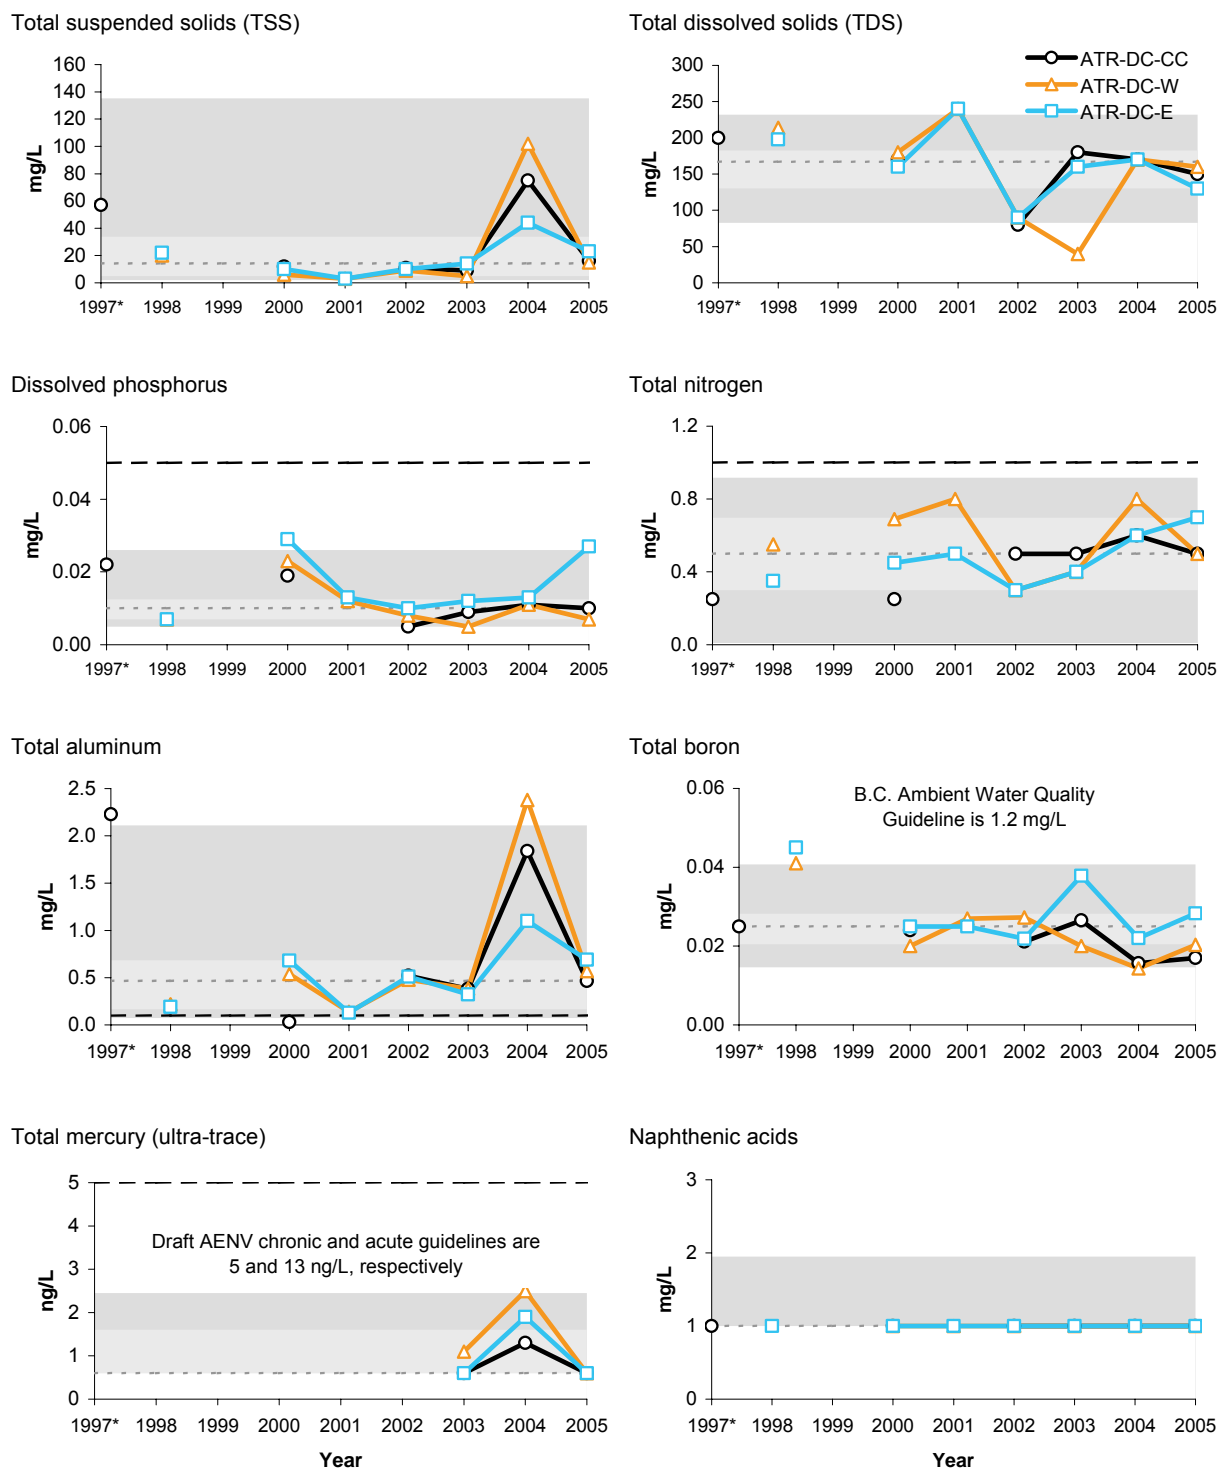 Total suspended solids (TSS)
160
140
120
100
80
60
40
20
0
mg/L
1997* 1998 1999 2000 2001 2002 2003 2004 2005
Total dissolved solids (TDS)
300
250
200
150
100
50
0
mg/L
ATR-DC-CC
ATR-DC-W
ATR-DC-E
1997* 1998 1999 2000 2001 2002 2003 2004 2005
Dissolved phosphorus
0.06
0.04
0.02
0.00
mg/L
1997* 1998 1999 2000 2001 2002 2003 2004 2005
Total nitrogen
1.2
0.8
0.4
0.0
mg/L
1997* 1998 1999 2000 2001 2002 2003 2004 2005
Total aluminum
2.5
2.0
1.5
1.0
0.5
0.0
mg/L
1997* 1998 1999 2000 2001 2002 2003 2004 2005
Total boron
0.06
0.04
0.02
0.00
mg/L
B.C. Ambient Water Quality
Guideline is 1.2 mg/L
1997* 1998 1999 2000 2001 2002 2003 2004 2005
Total mercury (ultra-trace)
5
4
3
2
1
0
ng/L
Draft AENV chronic and acute guidelines are
5 and 13 ng/L, respectively
1997* 1998 1999 2000 2001 2002 2003 2004 2005
Year
Naphthenic acids
3
2
1
0
mg/L
1997* 1998 1999 2000 2001 2002 2003 2004 2005
Year